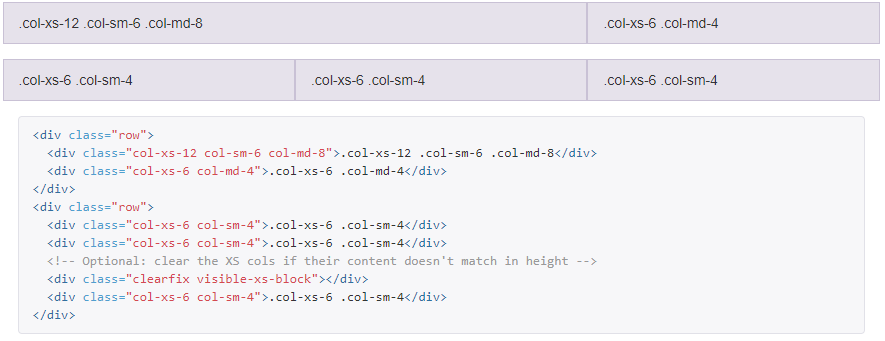 .col-xs-12 .col-sm-6 .col-md-8 .col-xs-6 .col-md-4
.col-xs-6 .col-sm-4 .col-xs-6 .col-sm-4 .col-xs-6 .col-sm-4
<div class="row">
  <div class="col-xs-12 col-sm-6 col-md-8">.col-xs-12 .col-sm-6 .col-md-8</div>
  <div class="col-xs-6 col-md-4">.col-xs-6 .col-md-4</div>
</div>
<div class="row">
  <div class="col-xs-6 col-sm-4">.col-xs-6 .col-sm-4</div>
  <div class="col-xs-6 col-sm-4">.col-xs-6 .col-sm-4</div>
  <!-- Optional: clear the XS cols if their content doesn't match in height -->
  <div class="clearfix visible-xs-block"></div>
  <div class="col-xs-6 col-sm-4">.col-xs-6 .col-sm-4</div>
</div>